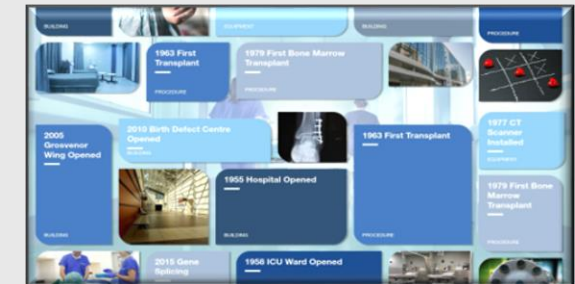 BUILDING
EQUIPMENT
BUILDING
PROCEDURE
1963 First
Transplant
PROCEDURE
1979 First Bone Marrow
Transplant
PROCEDURE
2005
Grosvenor
Wing Opened
BUILDING
2010 Birth Defect Centre
Opened
BUILDING
1963 First Transplant
PROCEDURE
1977 CT
Scanner
Installed
EQUIPMENT
1955 Hospital Opened
BUILDING
1979 First Bone
Marrow
Transplant
PROCEDURE
2015 Gene
Splicing
1958 ICU Ward Opened